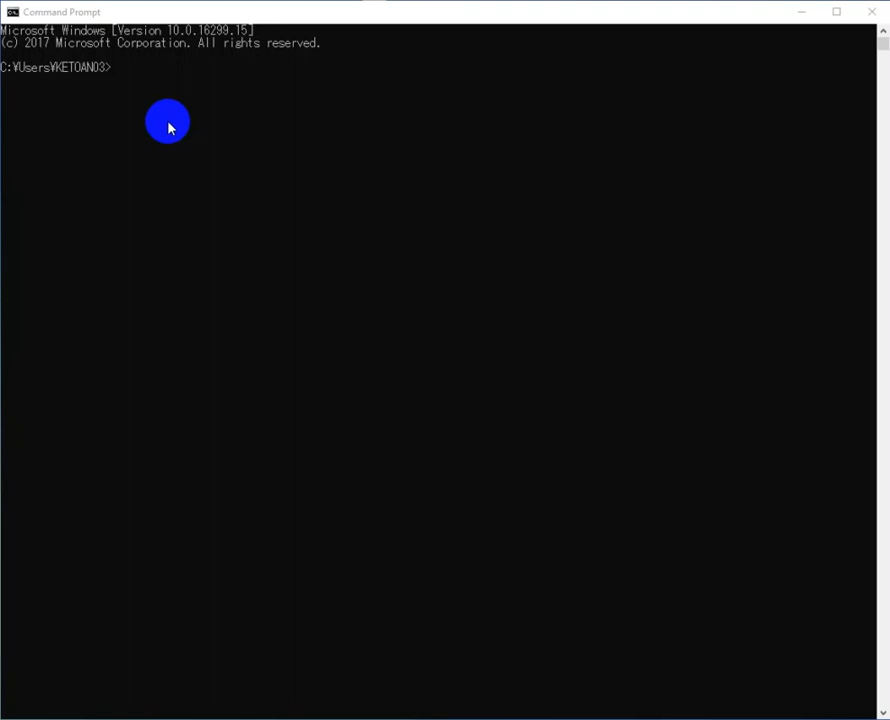 Command Prompt
Microsoft Windows [Version 10.0.16299.15]
(c) 2017 Microsoft Corporation. All rights reserved.
C:¥Users¥KETOAN03>